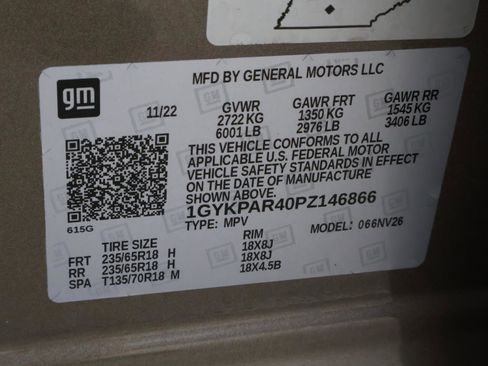 gm
MFD BY GENERAL MOTORS LLC
11/22 GVWR GAWR FRT GAWR RR
2722 KG 1350 KG 1545 KG
6001 LB 2976 LB 3406 LB
THIS VEHICLE CONFORMS TO ALL
APPLICABLE U.S. FEDERAL MOTOR
VEHICLE SAFETY STANDARDS IN EFFECT
ON THE DATE OF MANUFACTURE
SHOWN ABOVE.
1GYKPAR40PZ146866
615G
TYPE: MPV MODEL: 066NV26
TIRE SIZE RIM
FRT 235/65R18 H 18X8J
RR 235/65R18 H 18X8J
SPA T135/70R18 M 18X4.5B